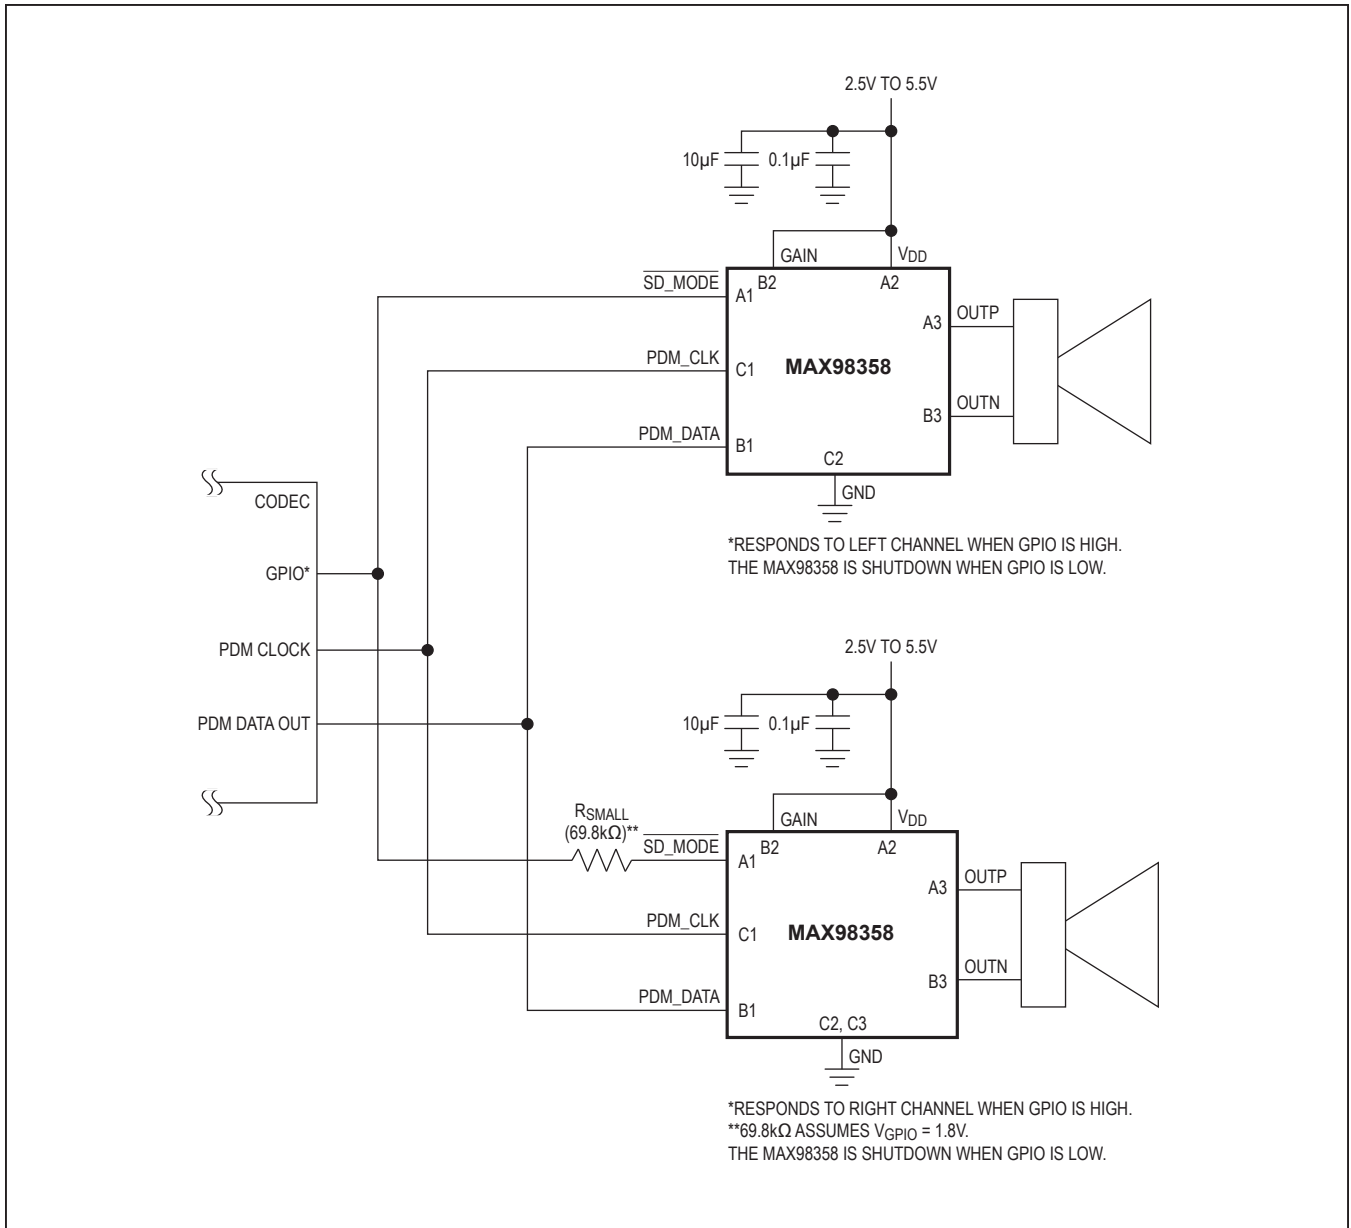 2.5V TO 5.5V
10µF
0.1µF
GAIN
VDD
SD_MODE
B2
A2
A1
A3
OUTP
PDM_CLK
C1
MAX98358
B3
OUTN
PDM_DATA
B1
C2
GND
*RESPONDS TO LEFT CHANNEL WHEN GPIO IS HIGH.
THE MAX98358 IS SHUTDOWN WHEN GPIO IS LOW.
CODEC
GPIO*
PDM CLOCK
PDM DATA OUT
2.5V TO 5.5V
10µF
0.1µF
RSMALL
(69.8kΩ)**
GAIN
VDD
SD_MODE
B2
A2
A1
A3
OUTP
PDM_CLK
C1
MAX98358
B3
OUTN
PDM_DATA
B1
C2, C3
GND
*RESPONDS TO RIGHT CHANNEL WHEN GPIO IS HIGH.
**69.8kΩ ASSUMES VGPIO = 1.8V.
THE MAX98358 IS SHUTDOWN WHEN GPIO IS LOW.